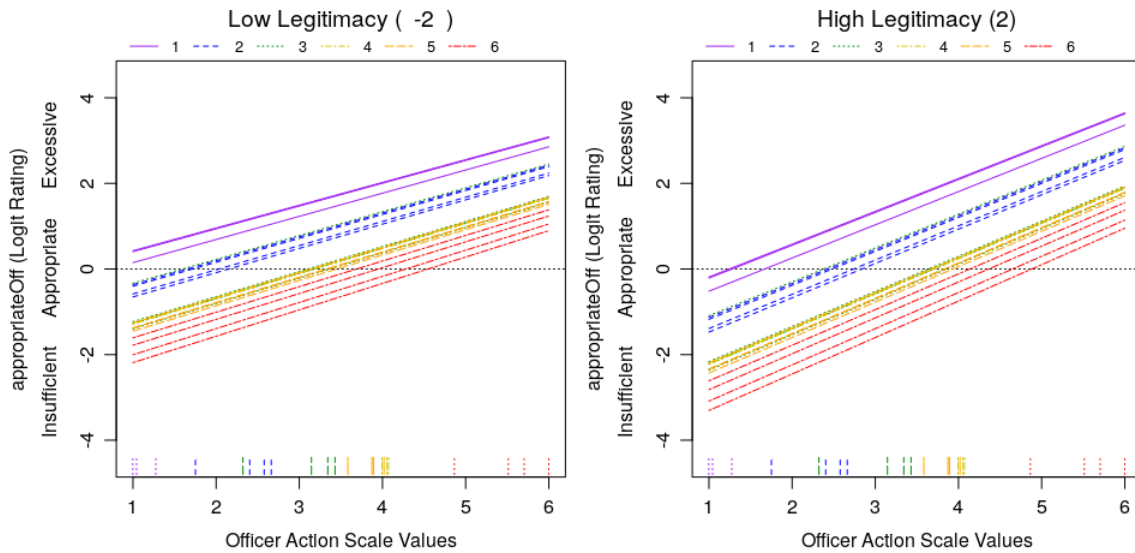 Low Legitimacy ( -2 )
1 2 3 4 5 6
appropriateOff (Logit Rating)
Insufficient Appropriate Excessive
4
2
0
-2
-4
1 2 3 4 5 6
Officer Action Scale Values
High Legitimacy (2)
1 2 3 4 5 6
appropriateOff (Logit Rating)
Insufficient Appropriate Excessive
4
2
0
-2
-4
1 2 3 4 5 6
Officer Action Scale Values